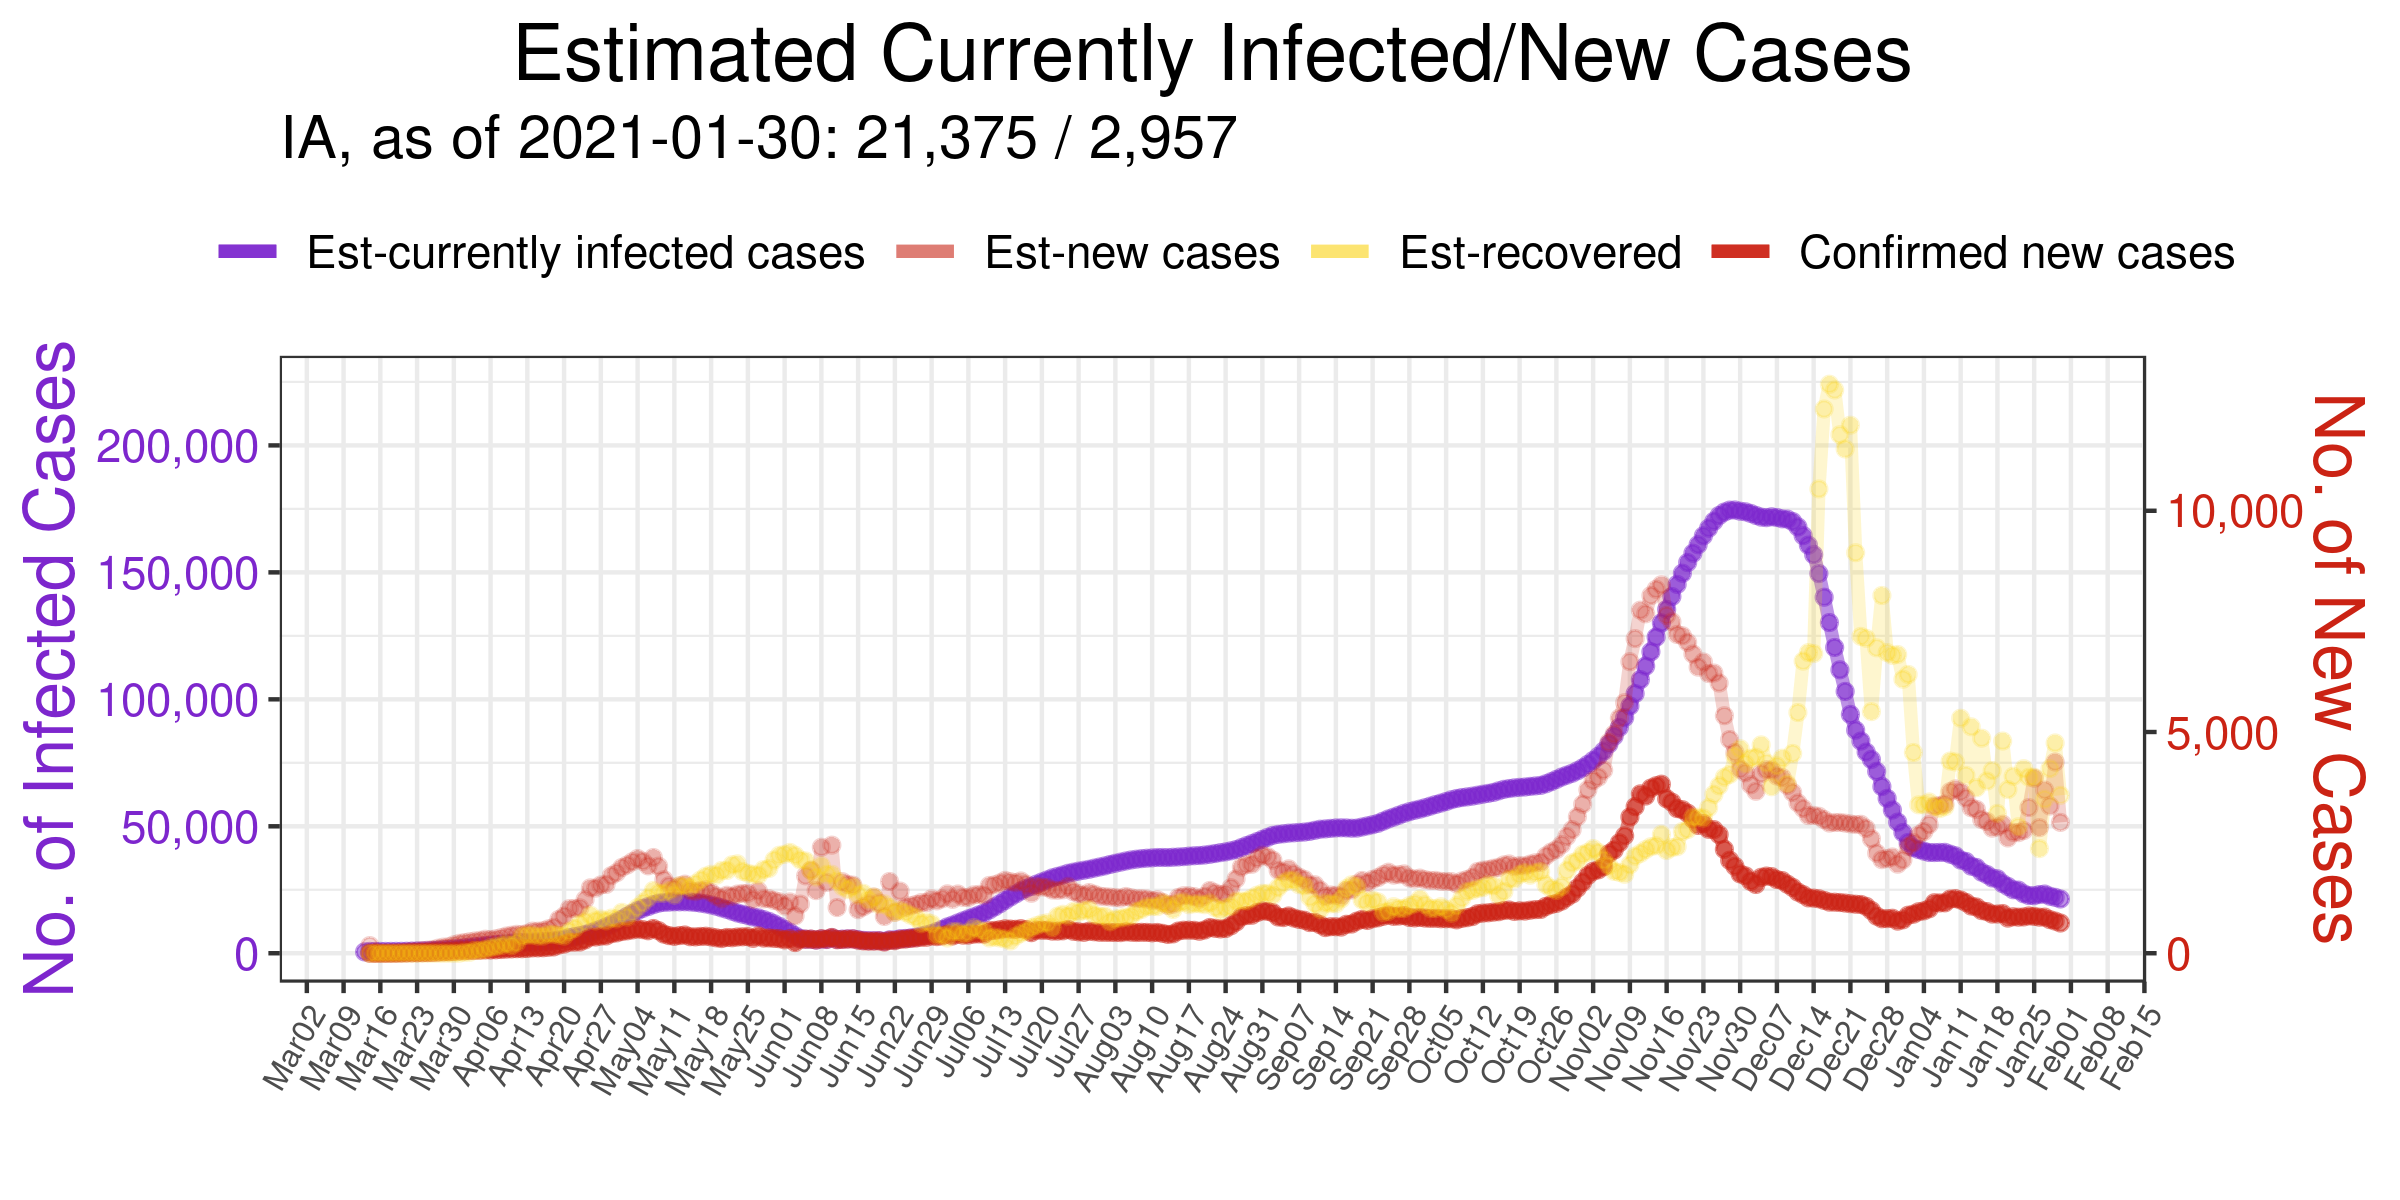 Estimated Currently Infected/New Cases
IA, as of 2021-01-30: 21,375 / 2,957
Est-currently infected cases Est-new cases Est-recovered Confirmed new cases
No. of Infected Cases
200,000
150,000
100,000
50,000
0
10,000
5,000
0
No. of New Cases
Mar02 Mar09 Mar16 Mar23 Mar30 Apr06 Apr13 Apr20 Apr27 May04 May11 May18 May25 Jun01 Jun08 Jun15 Jun22 Jun29 Jul06 Jul13 Jul20 Jul27 Aug03 Aug10 Aug17 Aug24 Aug31 Sep07 Sep14 Sep21 Sep28 Oct05 Oct12 Oct19 Oct26 Nov02 Nov09 Nov16 Nov23 Nov30 Dec07 Dec14 Dec21 Dec28 Jan04 Jan11 Jan18 Jan25 Feb01 Feb08 Feb15